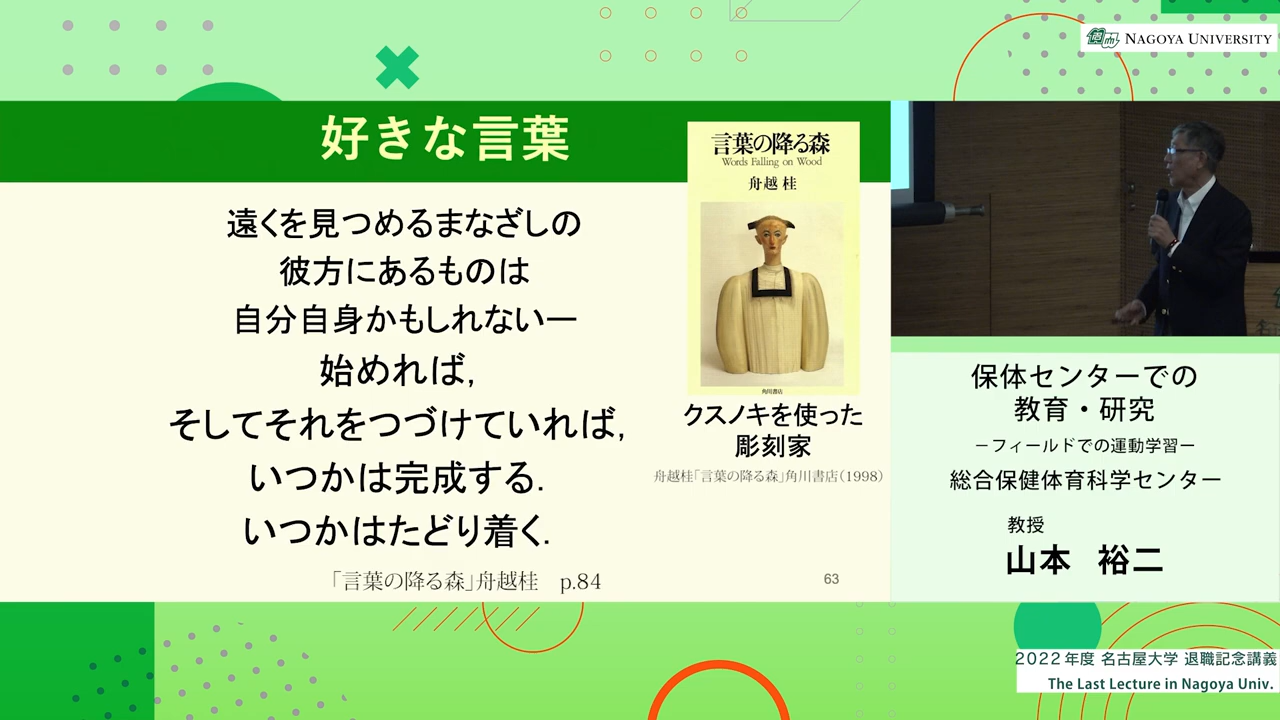 NAGOYA UNIVERSITY
好きな言葉
遠くを見つめるまなざしの
彼方にあるものは
自分自身かもしれない―
始めれば,
そしてそれをつづけていれば,
いつかは完成する.
いつかはたどり着く.
「言葉の降る森」舟越桂 p.84
言葉の降る森
Words Falling on Wood
舟越 桂
角川書店
クスノキを使った
彫刻家
舟越桂「言葉の降る森」角川書店(1998)
63
保体センターでの
教育・研究
－フィールドでの運動学習－
総合保健体育科学センター
教授
山本 裕二
2022年度 名古屋大学 退職記念講義
The Last Lecture in Nagoya Univ.